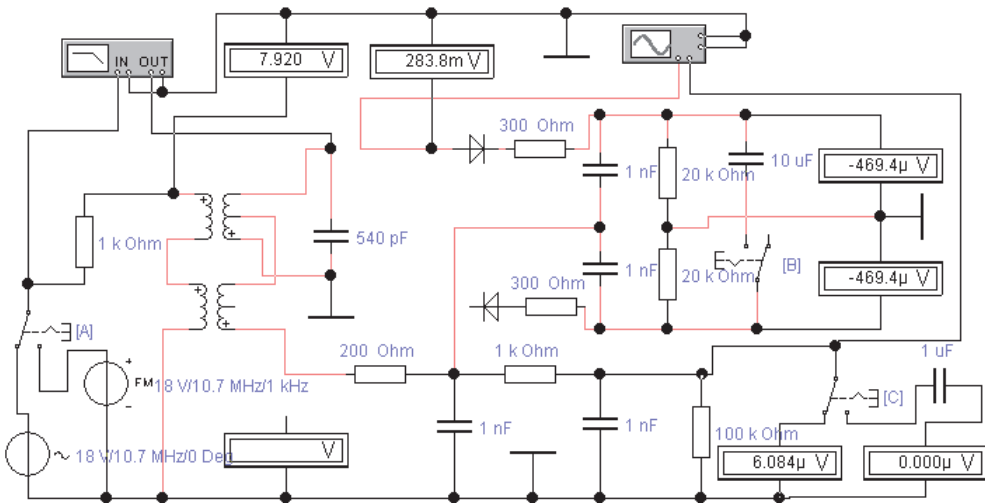 IN OUT
7.920 V
283.8m V
300 Ohm
1 nF
20 k Ohm
10 uF
-469.4µ V
1 k Ohm
540 pF
1 nF
20 k Ohm
[B]
-469.4µ V
300 Ohm
[A]
FM 18 V/10.7 MHz/1 kHz
200 Ohm
1 k Ohm
1 uF
[C]
1 nF
1 nF
100 k Ohm
18 V/10.7 MHz/0 Deg
V
6.084µ V
0.000µ V